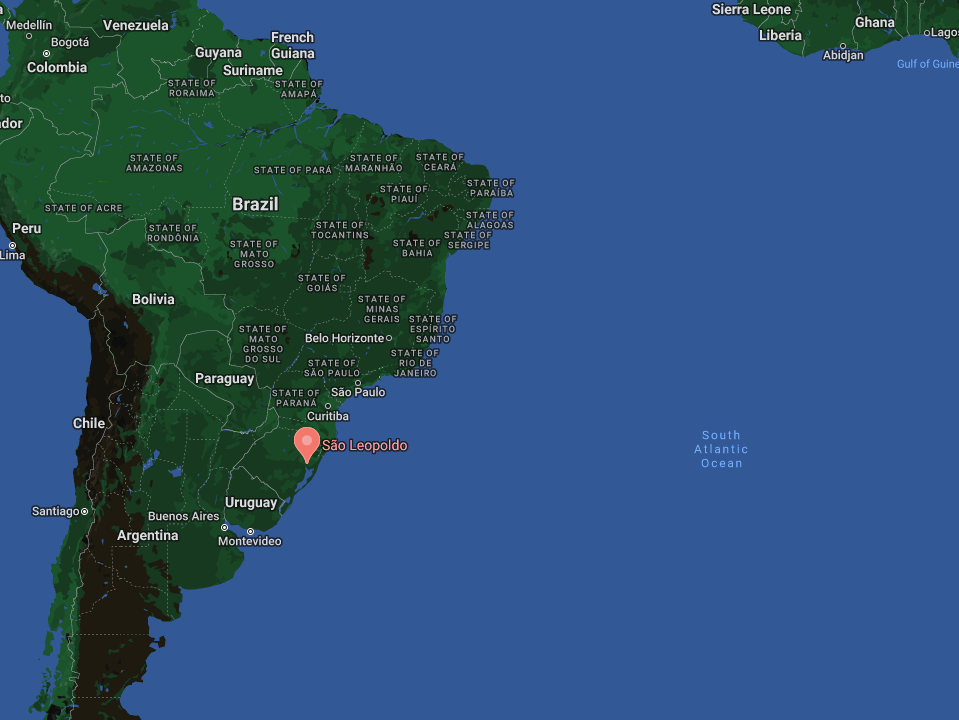 Sierra Leone
Medellín
Venezuela
Ghana
Liberia
French
Guiana
Bogotá
Guyana
Abidjan
Colombia
Suriname
Gulf of Guine
STATE OF
RORAIMA
STATE OF
AMAPÁ
STATE OF
AMAZONAS
STATE OF PARÁ
STATE OF
MARANHÃO
STATE OF
CEARÁ
STATE OF
PIAUÍ
STATE OF
PARAÍBA
STATE OF ACRE
Brazil
STATE OF
ALAGOAS
Peru
STATE OF
RONDÔNIA
STATE OF
TOCANTINS
STATE OF
SERGIPE
Lima
STATE OF
MATO
GROSSO
STATE OF
BAHIA
STATE OF
GOIÁS
Bolivia
STATE OF
MINAS
GERAIS
STATE OF
ESPÍRITO
SANTO
STATE OF
MATO
GROSSO
DO SUL
Belo Horizonte
STATE OF
RIO DE
JANEIRO
STATE OF
SÃO PAULO
Paraguay
São Paulo
STATE OF
PARANÁ
Curitiba
Chile
São Leopoldo
South
Atlantic
Ocean
Uruguay
Santiago
Buenos Aires
Argentina
Montevideo